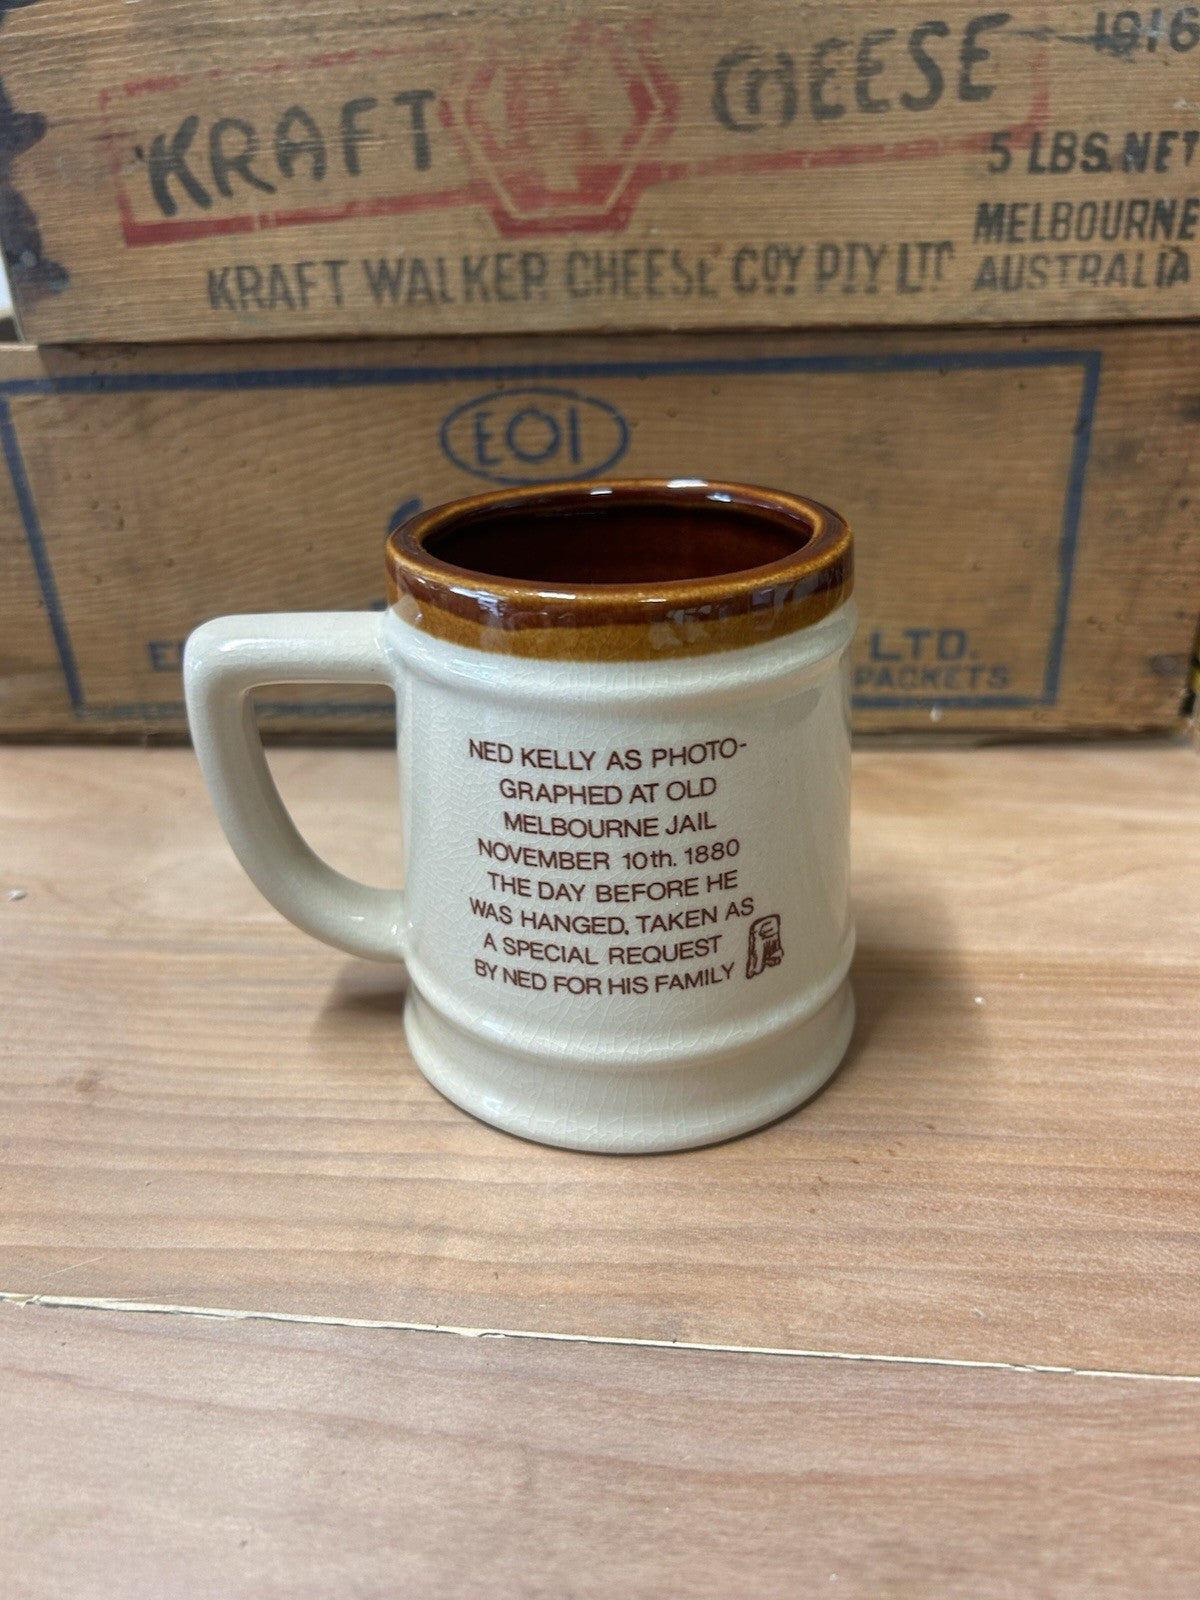 1916
KRAFT K CHEESE
5 LBS. NET
MELBOURNE
KRAFT WALKER CHEESE COY PTY LTD
AUSTRALIA
EOI
LTD.
PACKETS
NED KELLY AS PHOTO-
GRAPHED AT OLD
MELBOURNE JAIL
NOVEMBER 10th. 1880
THE DAY BEFORE HE
WAS HANGED. TAKEN AS
A SPECIAL REQUEST
BY NED FOR HIS FAMILY